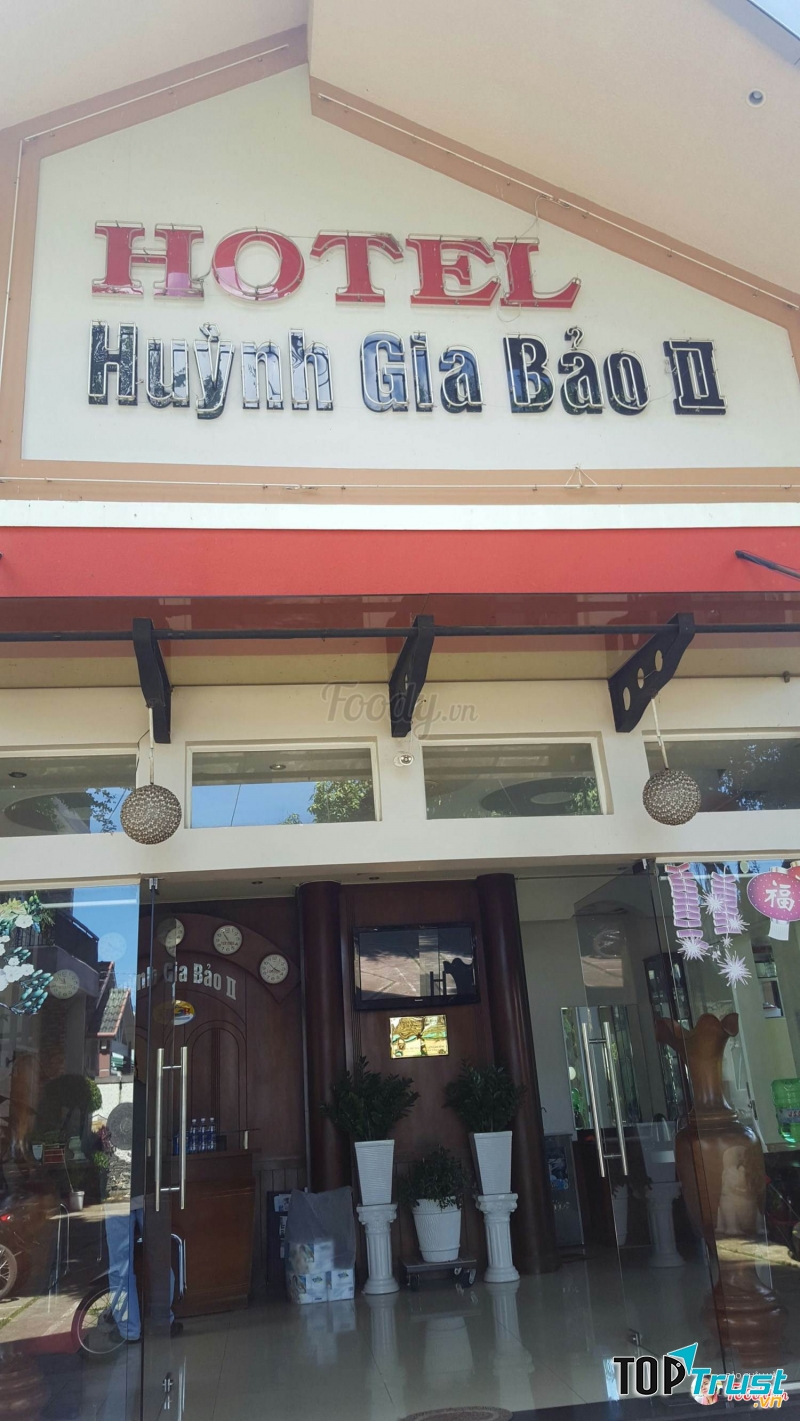 HOTEL
Huỳnh Gia Bảo II
Foody.vn
nh Gia Bảo II
福
TOPTrust
.vn